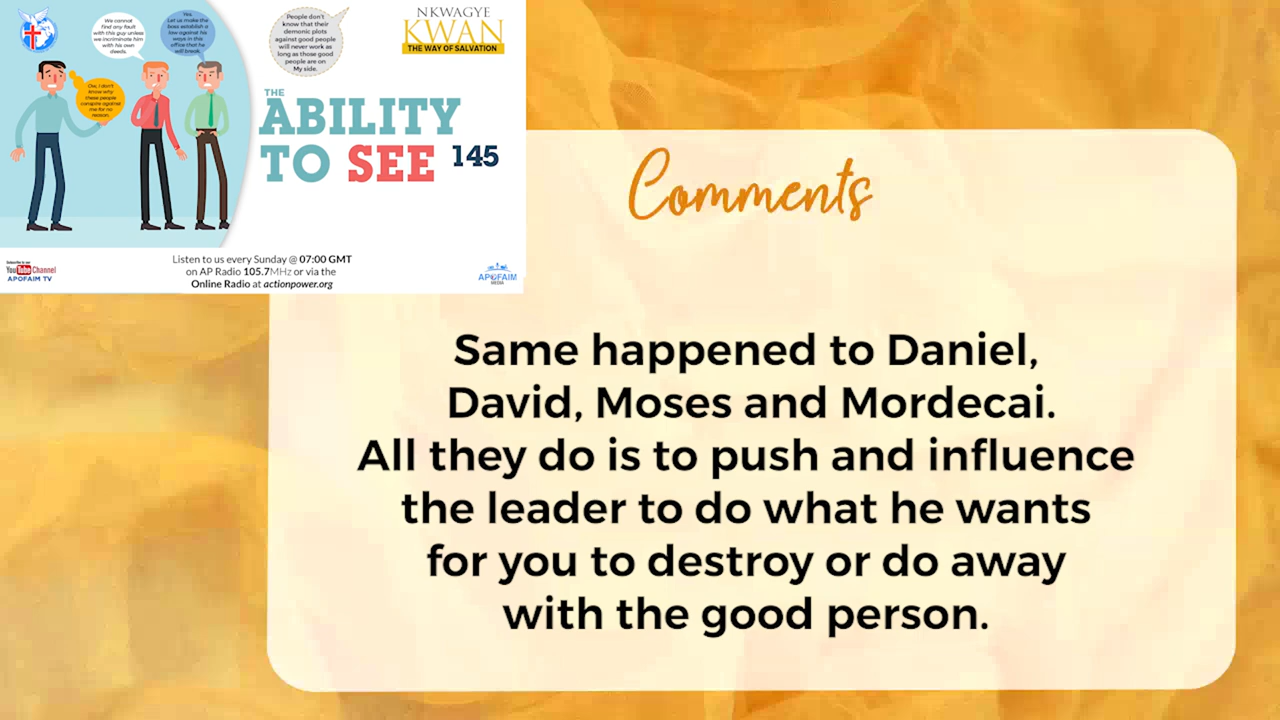 We cannot
find any fault
with this guy unless
we incriminate him
with his own
deeds.
Yes.
Let us make the
boss establish a
law against his
ways in this
office that he
will break.
Ow, I don't
know why
these people
conspire against
me for no
reason.
People don't
know that their
demonic plots
against good people
will never work as
long as those good
people are on
My side.
NKWAGYE
KWAN
THE WAY OF SALVATION
THE
ABILITY
TO SEE 145
Subscribe to our
YouTube Channel
APOFAIM TV
Listen to us every Sunday @ 07:00 GMT
on AP Radio 105.7MHz or via the
Online Radio at actionpower.org
APOFAIM
MEDIA
Comments
Same happened to Daniel,
David, Moses and Mordecai.
All they do is to push and influence
the leader to do what he wants
for you to destroy or do away
with the good person.